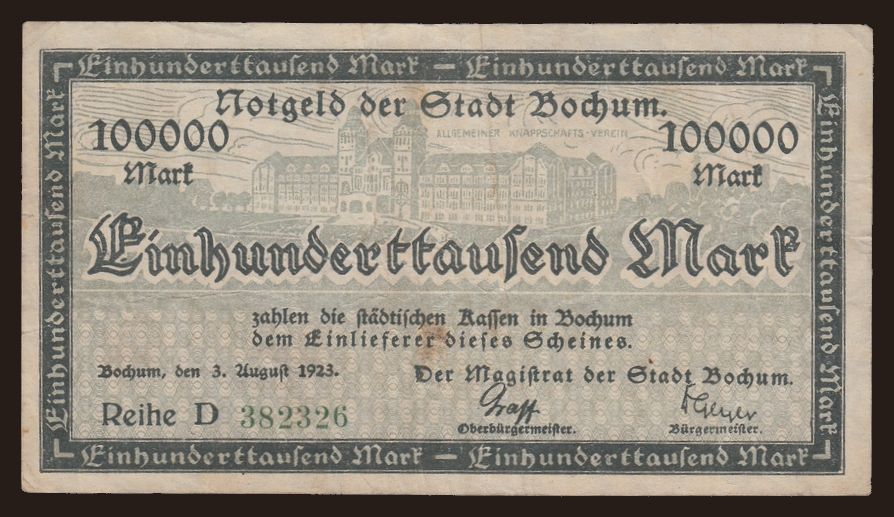 Einhunderttausend Mark — Einhunderttausend Mark
Einhunderttausend Mark
Einhunderttausend Mark
Notgeld der Stadt Bochum.
ALLGEMEINER KNAPPSCHAFTS-VEREIN
100000 100000
Mark Mark
Einhunderttausend Mark
zahlen die städtischen Kassen in Bochum
dem Einlieferer dieses Scheines.
Bochum, den 3. August 1923. Der Magistrat der Stadt Bochum.
Reihe D 382326
Graff Geyer
Oberbürgermeister. Bürgermeister.
Einhunderttausend Mark — Einhunderttausend Mark